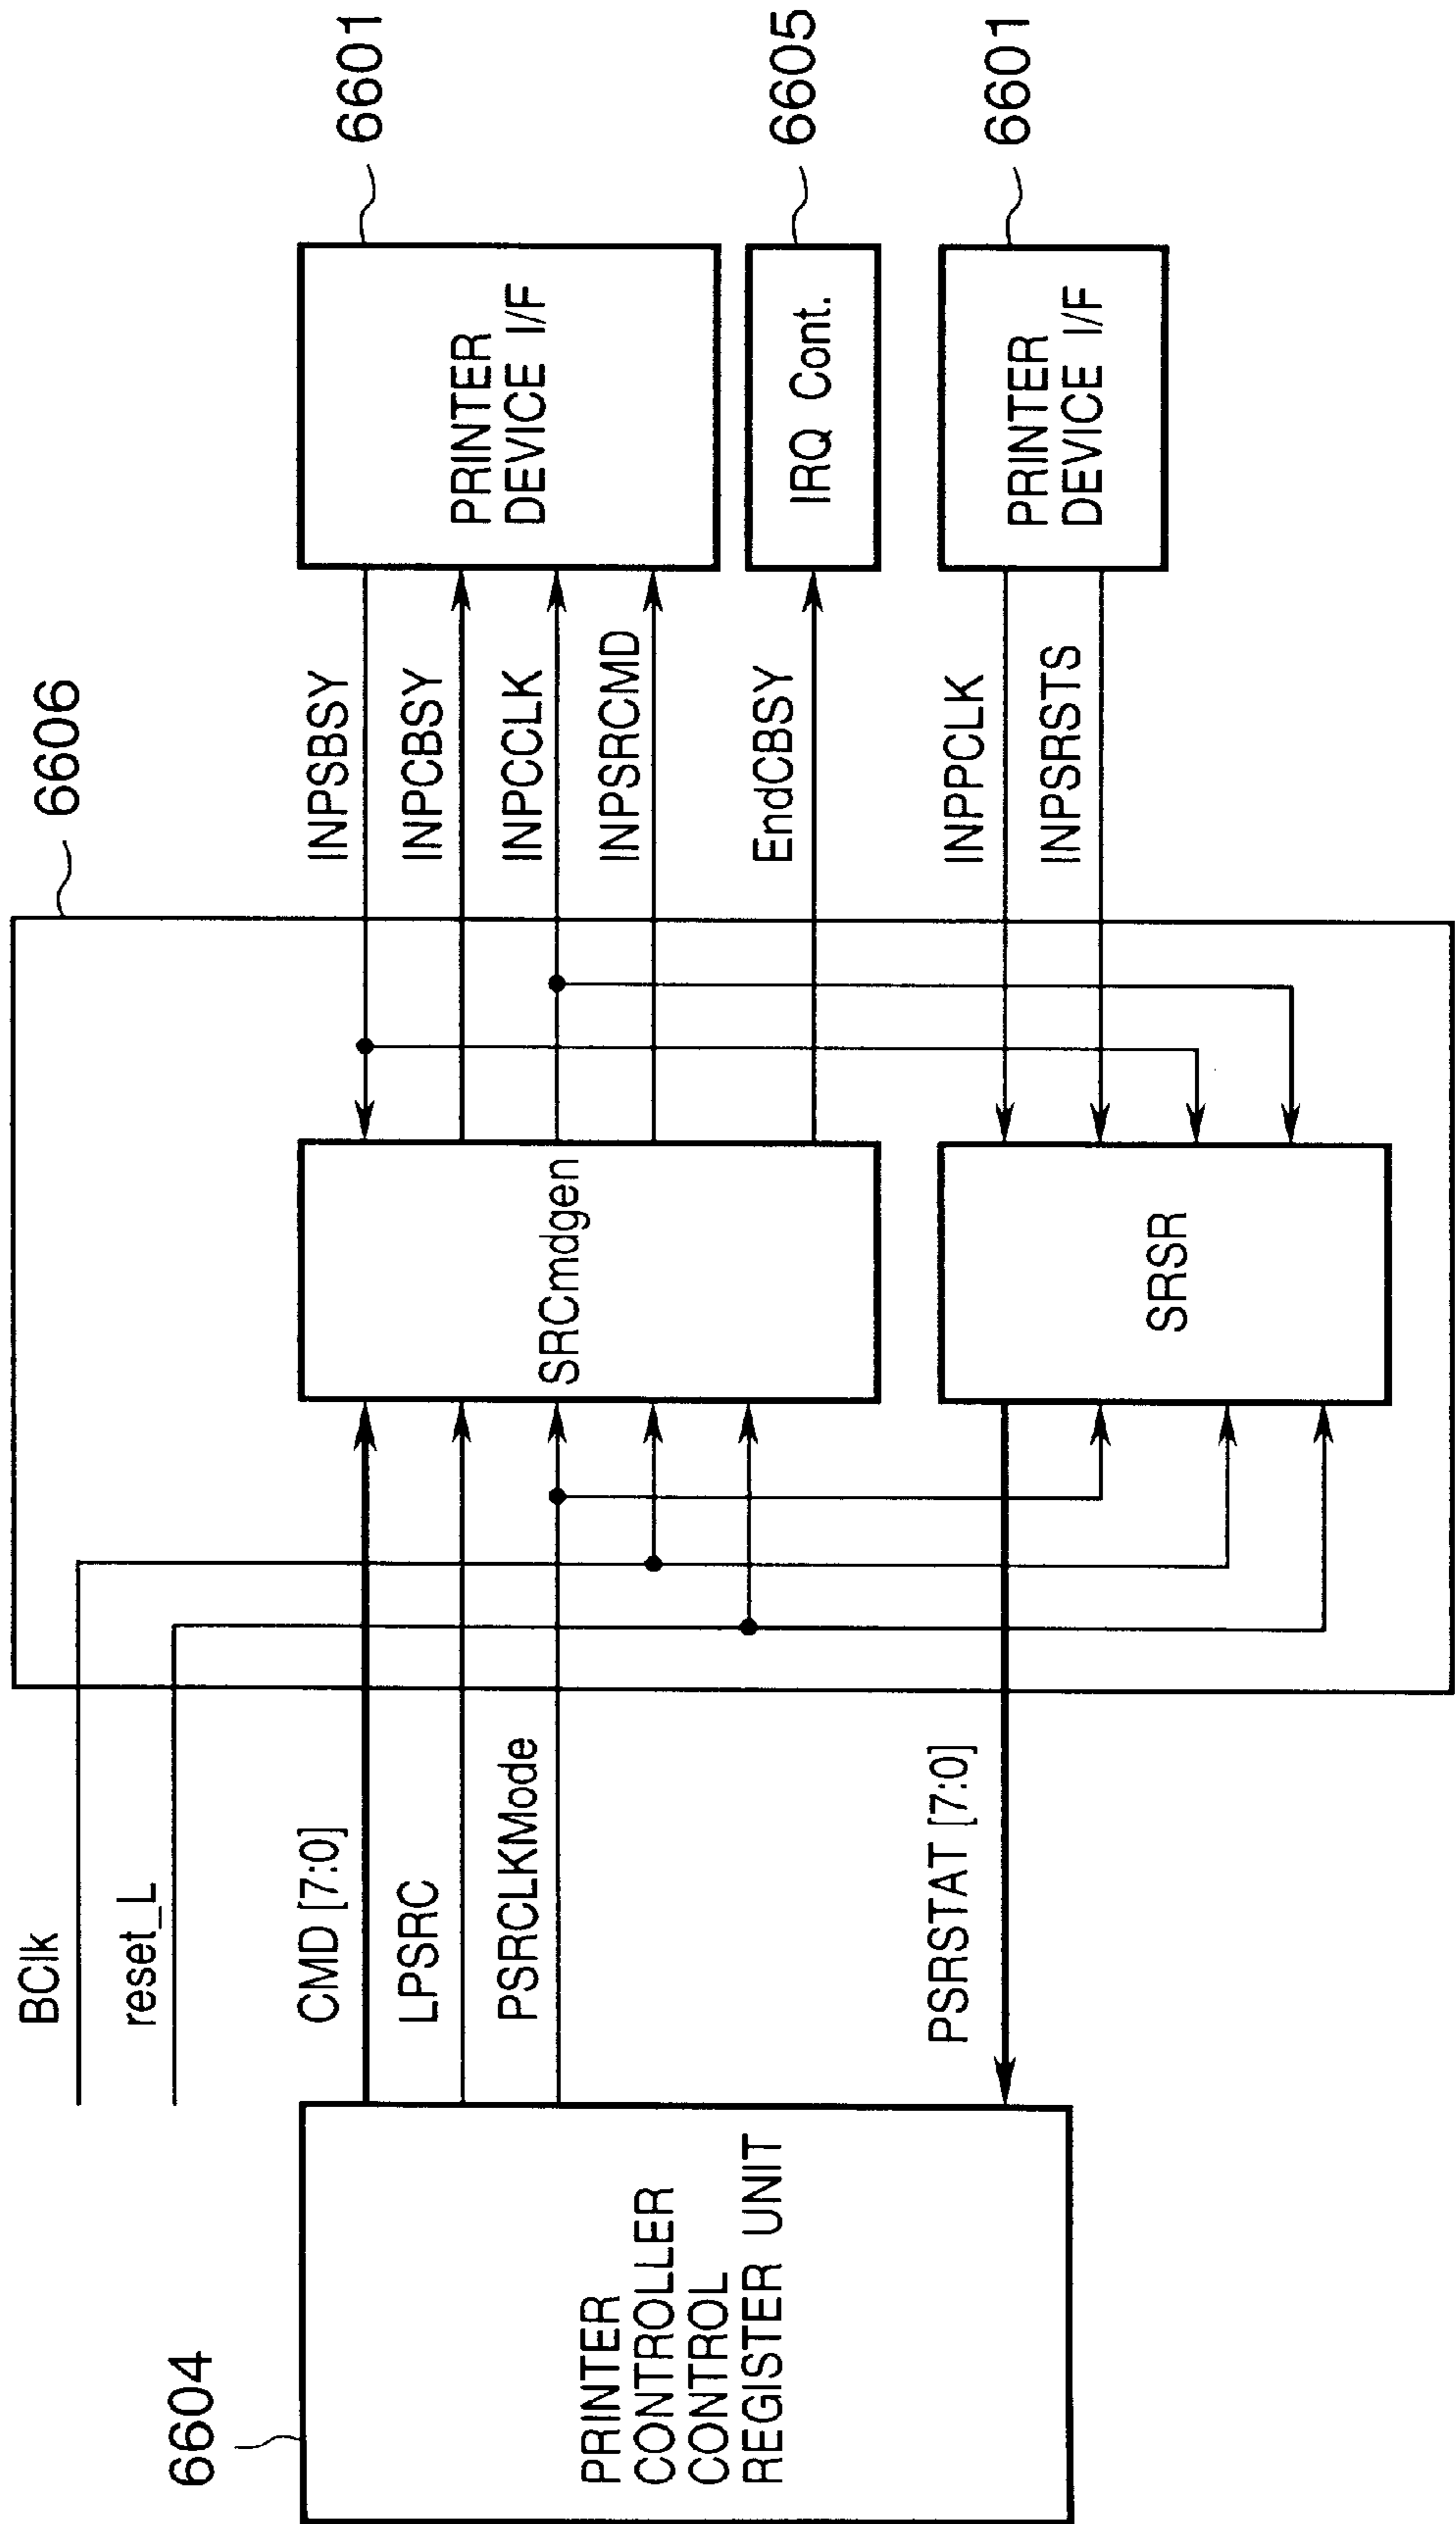 6604
PRINTER
CONTROLLER
CONTROL
REGISTER UNIT
BClk
reset_L
CMD [7:0]
LPSRC
PSRCLKMode
PSRSTAT [7:0]
6606
SRCmdgen
SRSR
INPSBSY
INPCBSY
INPCCLK
INPSRCMD
EndCBSY
INPPCLK
INPSRSTS
PRINTER
DEVICE I/F
6601
IRQ Cont.
6605
PRINTER
DEVICE I/F
6601